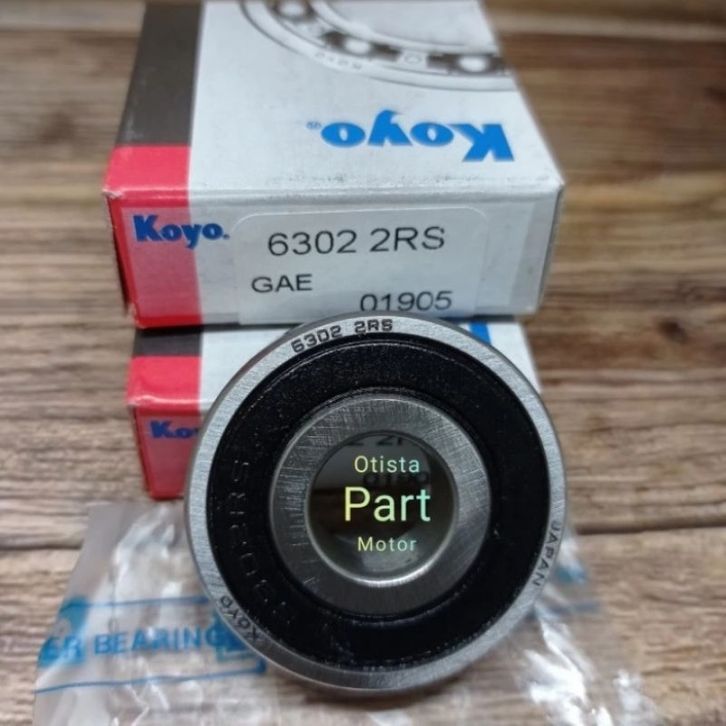 Koyo®
Koyo.
6302 2RS
GAE
01905
6302 2RS
Otista
Part
Motor
JAPAN
KOYO
BEARING